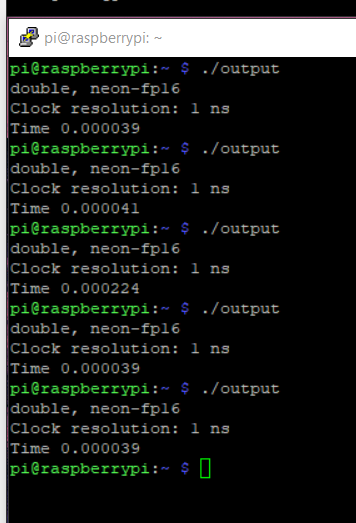 pi@raspberrypi: ~
pi@raspberrypi:~ $ ./output
double, neon-fp16
Clock resolution: 1 ns
Time 0.000039
pi@raspberrypi:~ $ ./output
double, neon-fp16
Clock resolution: 1 ns
Time 0.000041
pi@raspberrypi:~ $ ./output
double, neon-fp16
Clock resolution: 1 ns
Time 0.000224
pi@raspberrypi:~ $ ./output
double, neon-fp16
Clock resolution: 1 ns
Time 0.000039
pi@raspberrypi:~ $ ./output
double, neon-fp16
Clock resolution: 1 ns
Time 0.000039
pi@raspberrypi:~ $